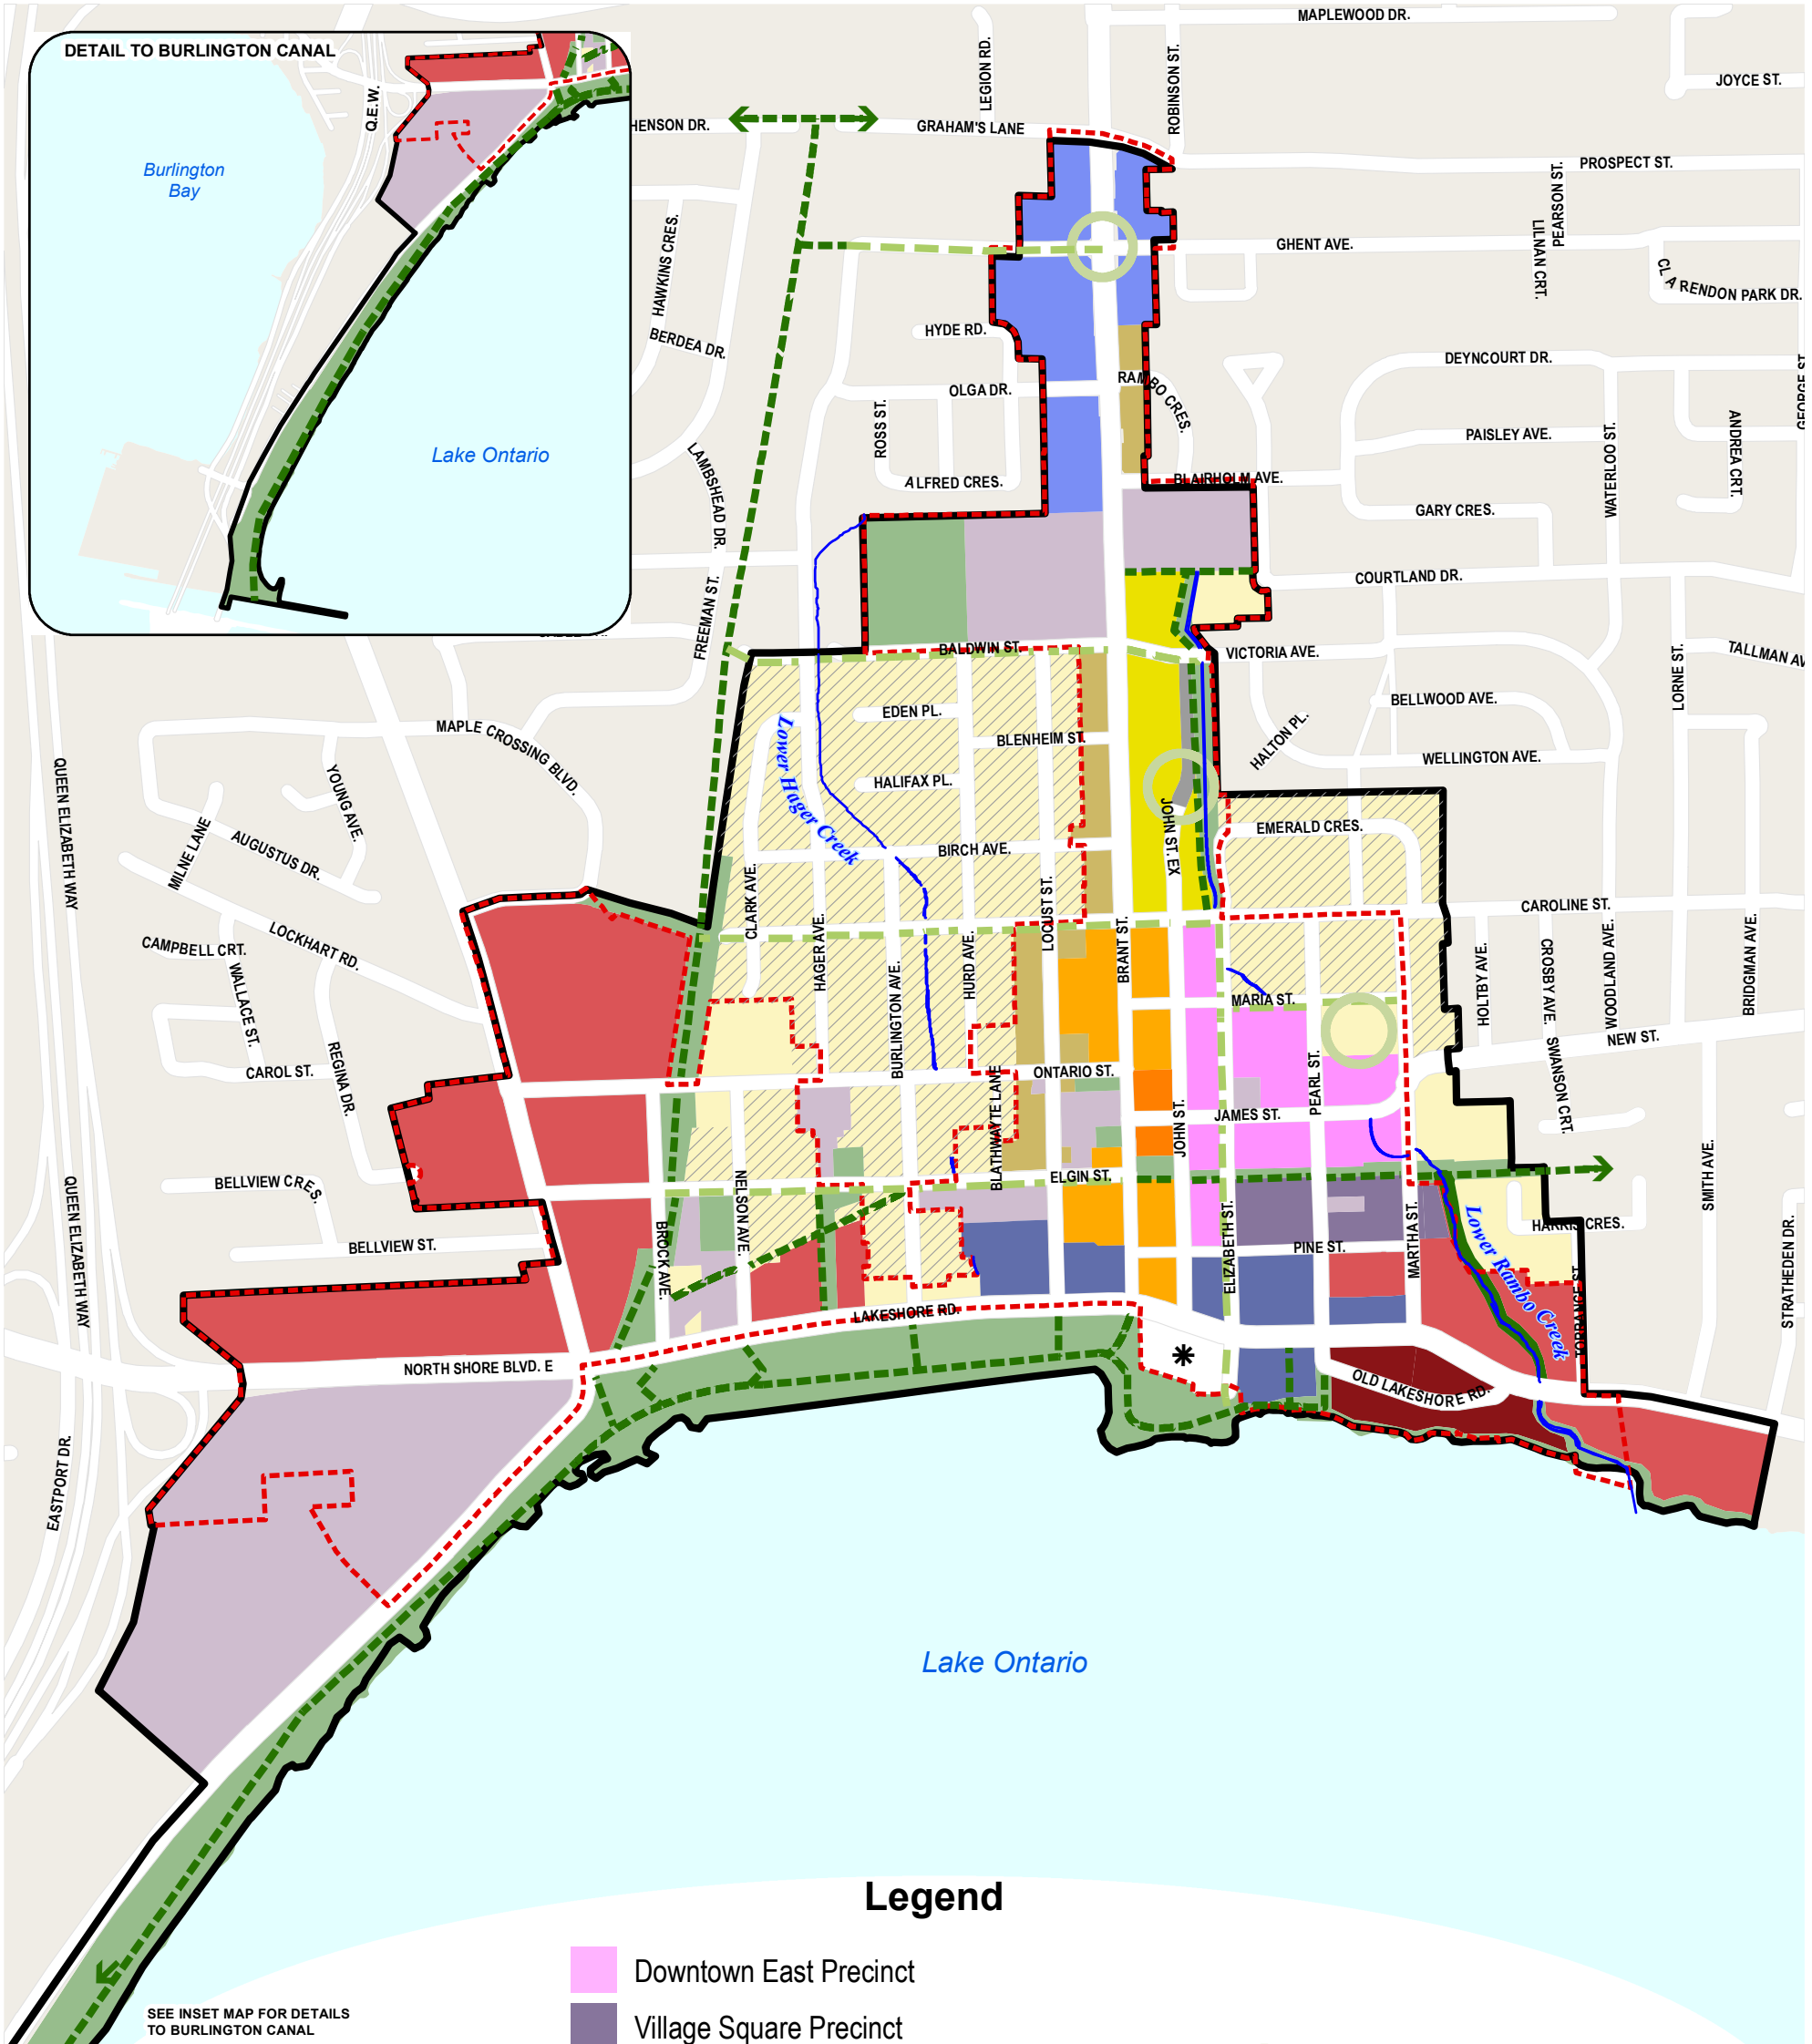 MAPLEWOOD DR.
DETAIL TO BURLINGTON CANAL
LEGION RD.
ROBINSON ST.
JOYCE ST.
Q.E.W.
HENSON DR.
GRAHAM'S LANE
PROSPECT ST.
Burlington
Bay
PEARSON ST.
LILNAN CRT.
HAWKINS CRES.
GHENT AVE.
CLARENDON PARK DR.
HYDE RD.
BERDEA DR.
DEYNCOURT DR.
GEORGE ST
OLGA DR.
RAMBO CRES.
ROSS ST.
PAISLEY AVE.
WATERLOO ST.
ANDREA CRT.
Lake Ontario
LAMBSHEAD DR.
ALFRED CRES.
BLAIRHOLM AVE.
GARY CRES.
COURTLAND DR.
FREEMAN ST.
BALDWIN ST.
VICTORIA AVE.
LORNE ST.
TALLMAN AV
EDEN PL.
BELLWOOD AVE.
MAPLE CROSSING BLVD.
BLENHEIM ST.
HALTON PL.
WELLINGTON AVE.
QUEEN ELIZABETH WAY
YOUNG AVE.
Lower Hager Creek
HALIFAX PL.
JOHN ST. EX
EMERALD CRES.
MILNE LANE
AUGUSTUS DR.
BIRCH AVE.
CLARK AVE.
CAROLINE ST.
LOCKHART RD.
CAMPBELL CRT.
WALLACE ST.
HAGER AVE.
LOCUST ST.
BRANT ST.
HURD AVE.
BURLINGTON AVE.
HOLTBY AVE.
CROSBY AVE.
WOODLAND AVE.
BRIDGMAN AVE.
MARIA ST.
NEW ST.
REGINA DR.
CAROL ST.
ONTARIO ST.
PEARL ST.
SWANSON CRT.
BLATHWAYTE LANE
JOHN ST.
JAMES ST.
SMITH AVE.
QUEEN ELIZABETH WAY
BELLVIEW CRES.
NELSON AVE.
ELGIN ST.
ELIZABETH ST.
MARTHA ST.
Lower Rambo Creek
HARRIS CRES.
STRATHEDEN DR.
BELLVIEW ST.
BROCK AVE.
PINE ST.
TORRANCE ST.
LAKESHORE RD.
NORTH SHORE BLVD. E
OLD LAKESHORE RD.
EASTPORT DR.
Lake Ontario
Legend
Downtown East Precinct
SEE INSET MAP FOR DETAILS
TO BURLINGTON CANAL
Village Square Precinct